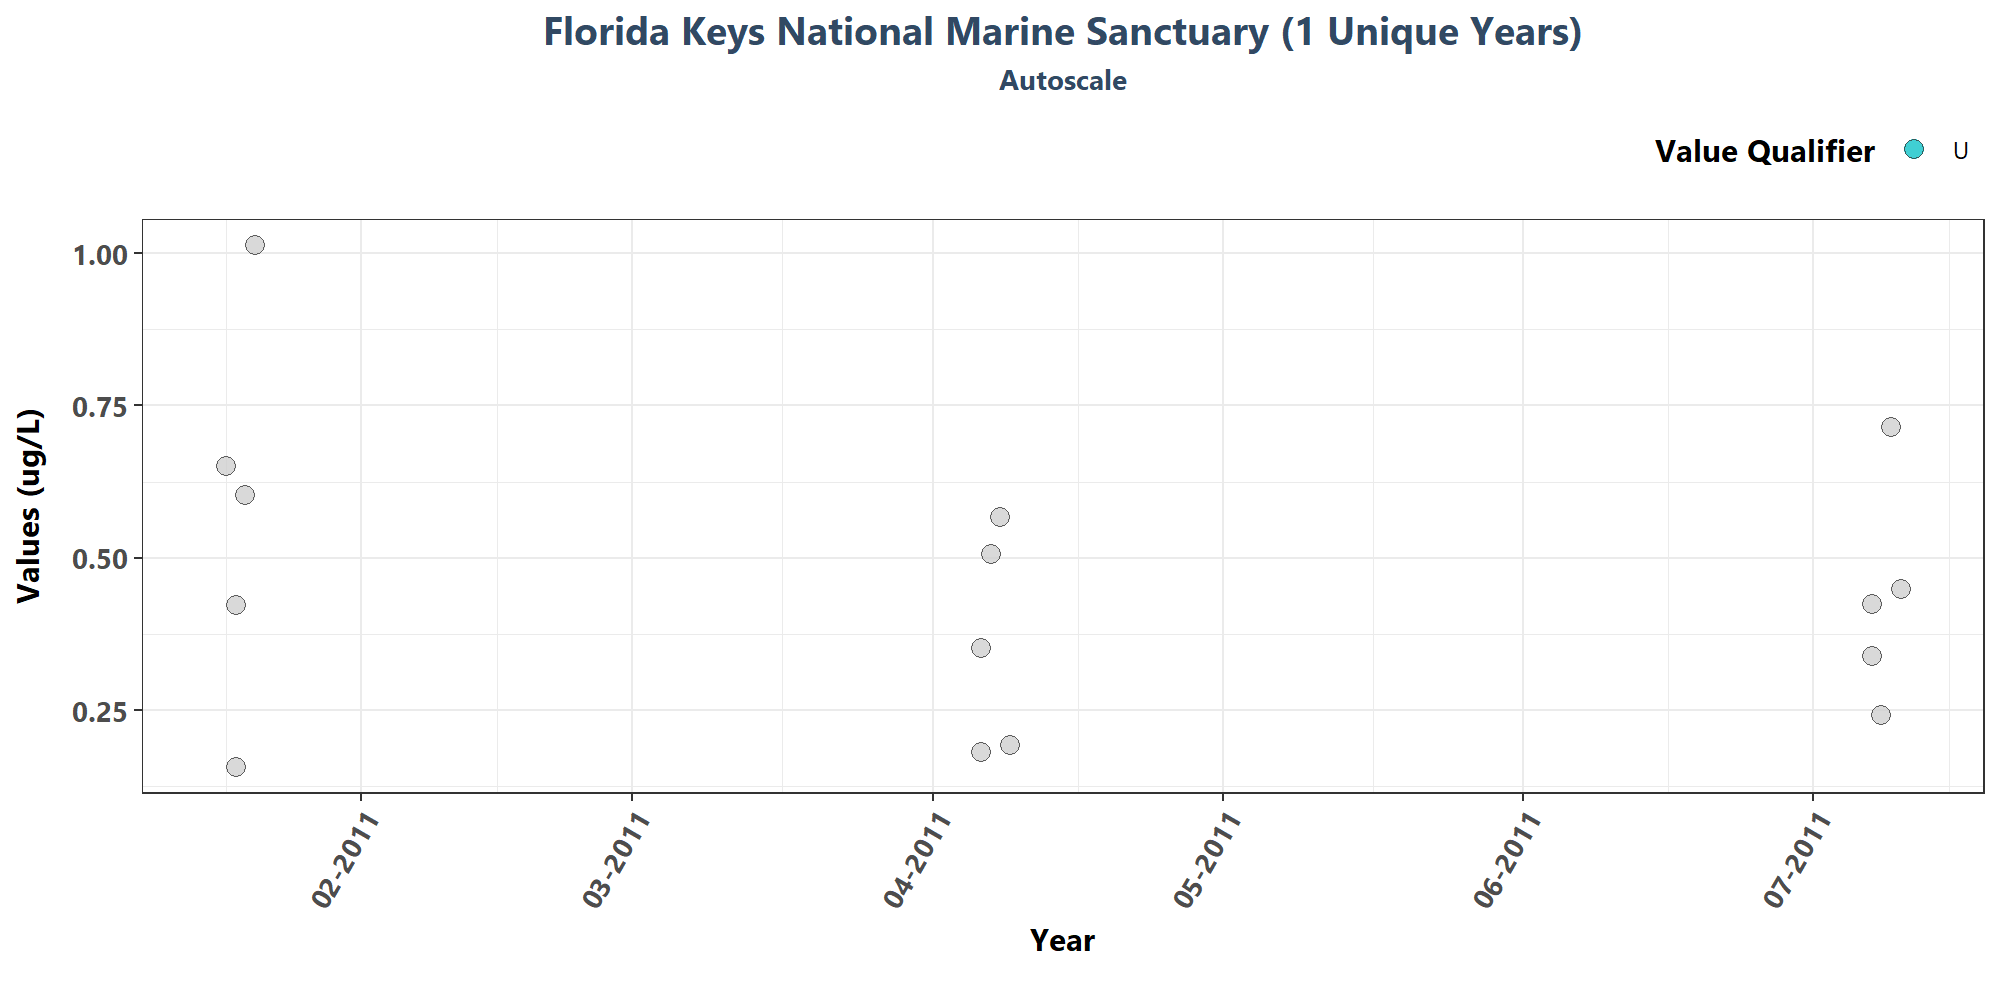 Florida Keys National Marine Sanctuary (1 Unique Years)
Autoscale
Value Qualifier U
Values (ug/L)
1.00
0.75
0.50
0.25
02-2011
03-2011
04-2011
05-2011
06-2011
07-2011
Year